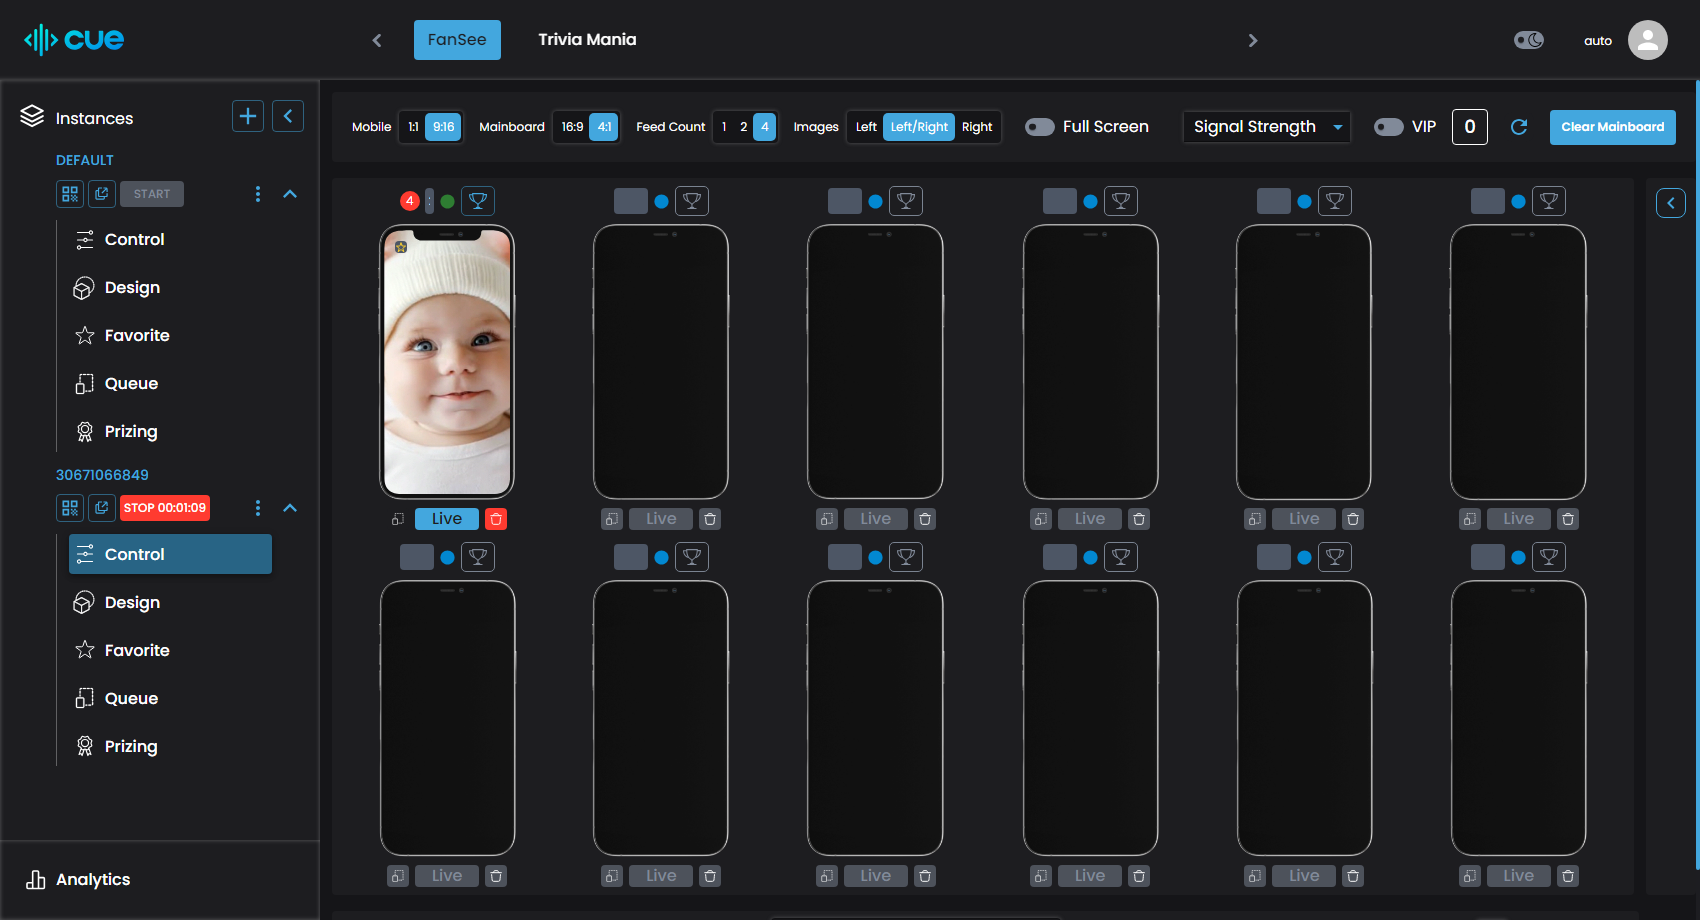 cue
FanSee
Trivia Mania
auto
Instances
DEFAULT
START
Control
Design
Favorite
Queue
Prizing
30671066849
STOP 00:01:09
Control
Design
Favorite
Queue
Prizing
Analytics
Mobile 1:1 9:16 Mainboard 16:9 4:1 Feed Count 1 2 4 Images Left Left/Right Right Full Screen Signal Strength VIP 0 Clear Mainboard
4
Live Live Live Live Live Live
Live Live Live Live Live Live